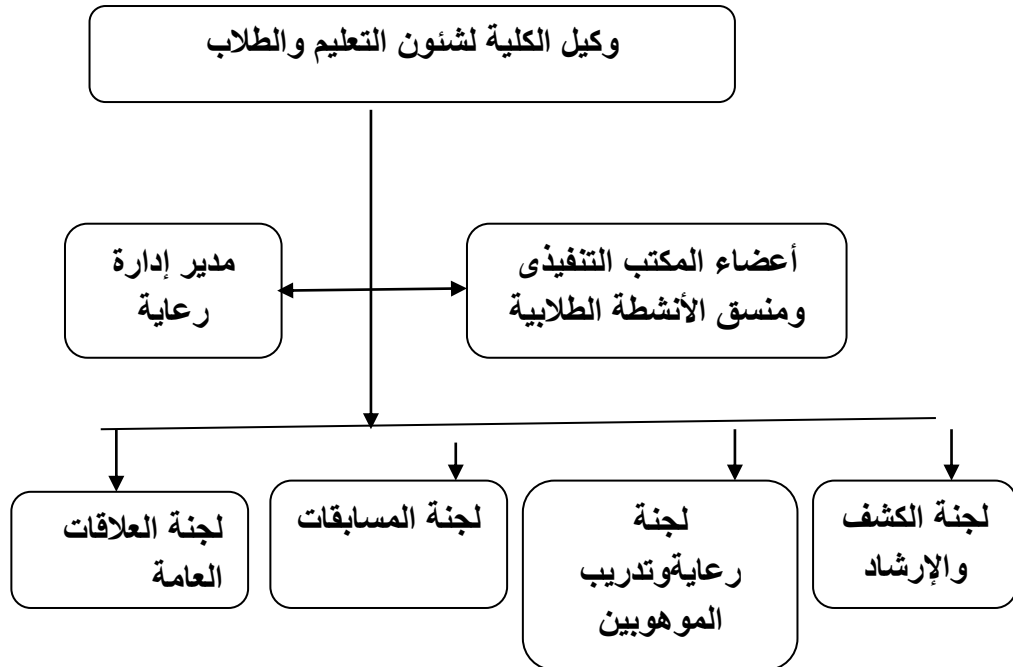 وكيل الكلية لشئون التعليم والطلاب
أعضاء المكتب التنفيذى
ومنسق الأنشطة الطلابية
مدير إدارة
رعاية
لجنة الكشف
والإرشاد
لجنة
رعايةوتدريب
الموهوبين
لجنة المسابقات
لجنة العلاقات
العامة